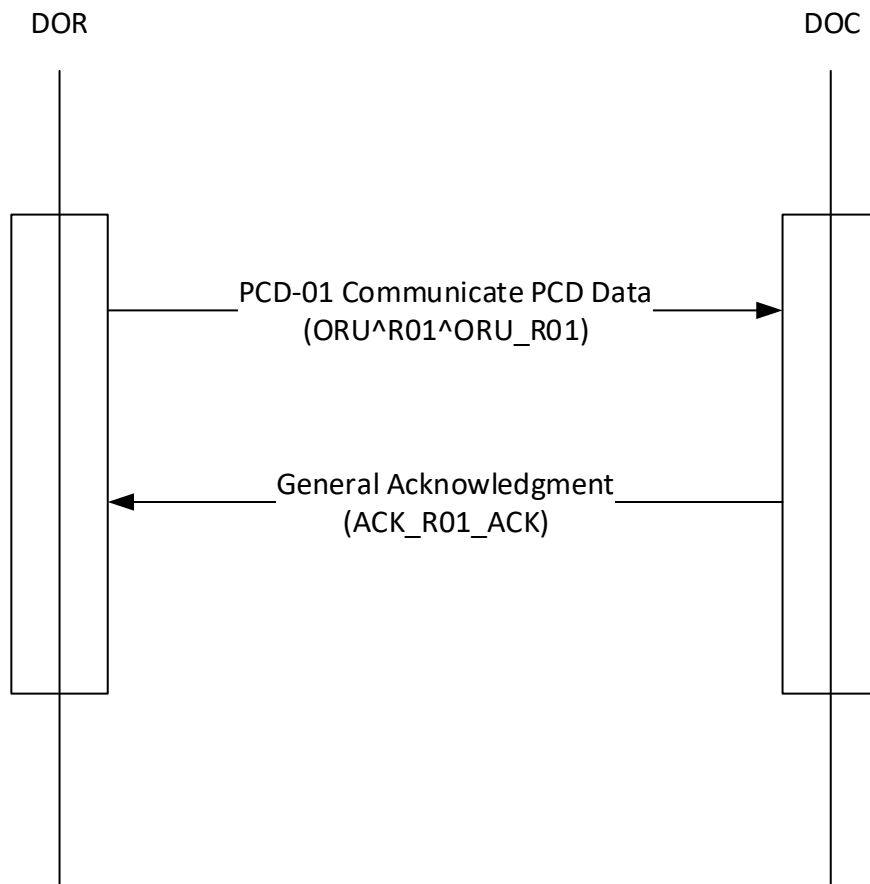 DOR
DOC
PCD-01 Communicate PCD Data
(ORU^R01^ORU_R01)
General Acknowledgment
(ACK_R01_ACK)